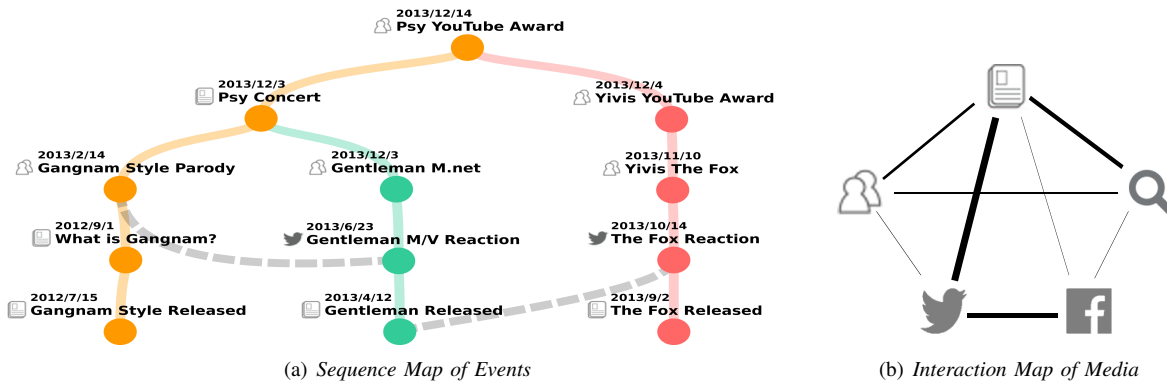 2013/12/14
Psy YouTube Award
2013/12/3
Psy Concert
2013/12/4
Yivis YouTube Award
2013/2/14
Gangnam Style Parody
2013/12/3
Gentleman M.net
2013/11/10
Yivis The Fox
2012/9/1
What is Gangnam?
2013/6/23
Gentleman M/V Reaction
2013/10/14
The Fox Reaction
2012/7/15
Gangnam Style Released
2013/4/12
Gentleman Released
2013/9/2
The Fox Released
(a) Sequence Map of Events
(b) Interaction Map of Media